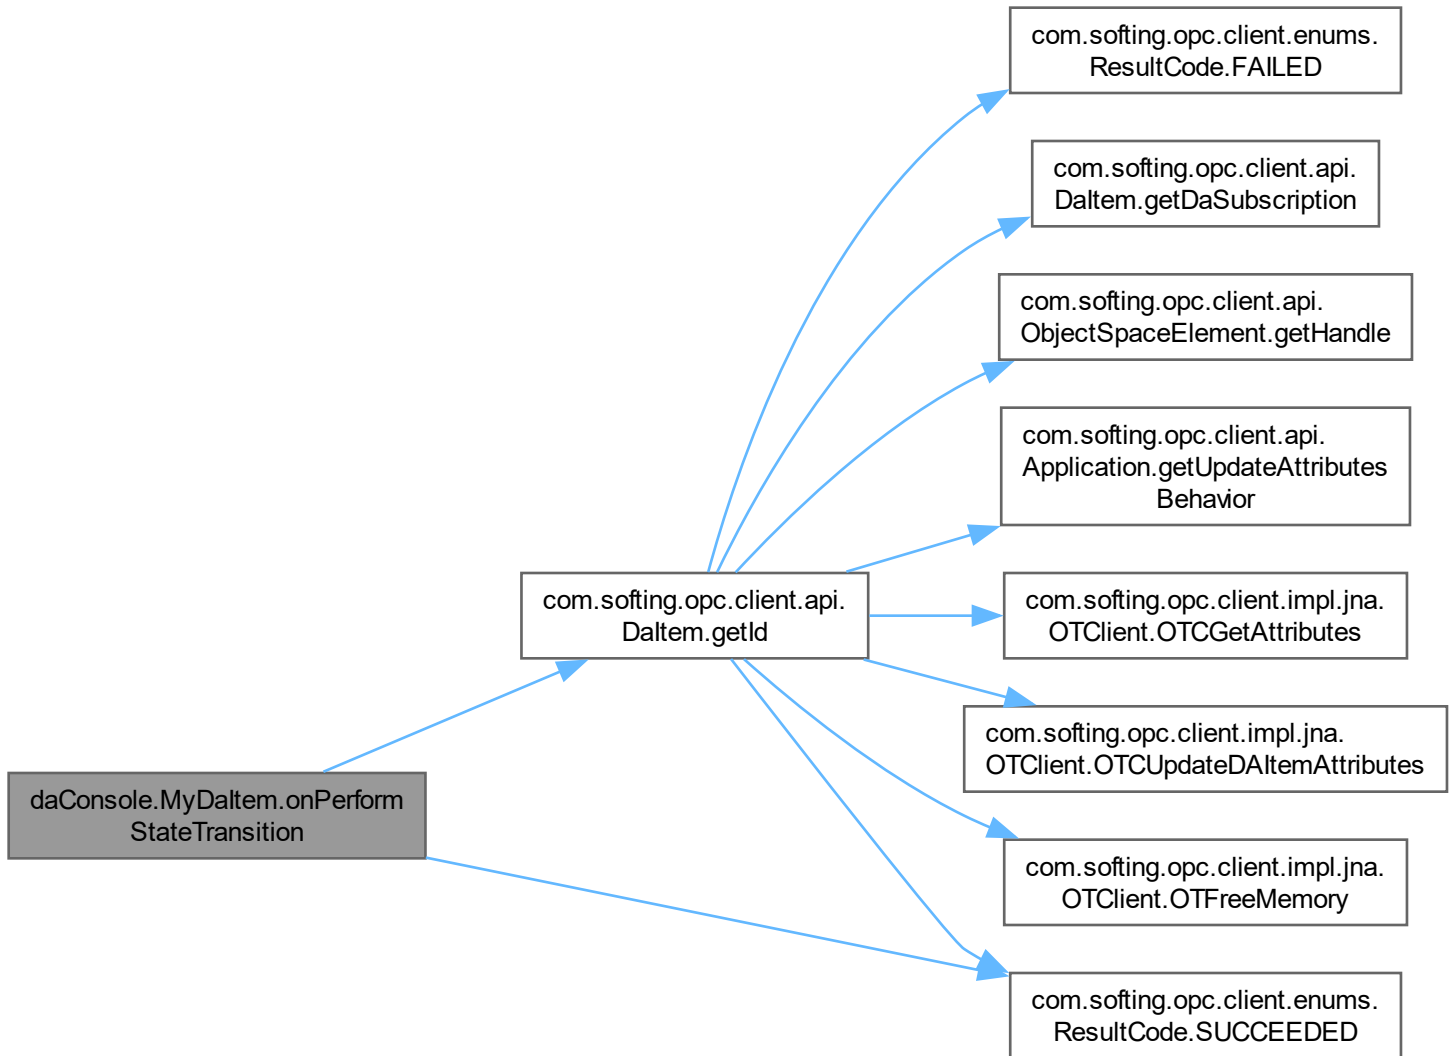 com.softing.opc.client.enums.
ResultCode.FAILED
com.softing.opc.client.api.
DaItem.getDaSubscription
com.softing.opc.client.api.
ObjectSpaceElement.getHandle
com.softing.opc.client.api.
Application.getUpdateAttributes
Behavior
com.softing.opc.client.api.
DaItem.getId
com.softing.opc.client.impl.jna.
OTClient.OTCGetAttributes
com.softing.opc.client.impl.jna.
OTClient.OTCUpdateDAItemAttributes
daConsole.MyDaItem.onPerform
StateTransition
com.softing.opc.client.impl.jna.
OTClient.OTFreeMemory
com.softing.opc.client.enums.
ResultCode.SUCCEEDED